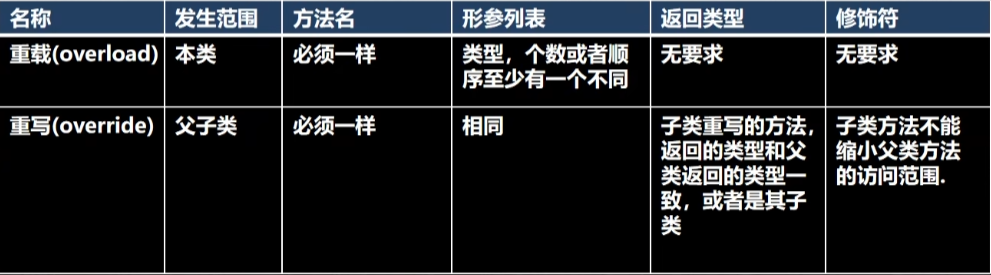 名称 发生范围 方法名 形参列表 返回类型 修饰符
重载(overload) 本类 必须一样 类型，个数或者顺 无要求 无要求
序至少有一个不同
重写(override) 父子类 必须一样 相同 子类重写的方法， 子类方法不能
返回的类型和父 缩小父类方法
类返回的类型一 的访问范围.
致，或者是其子
类